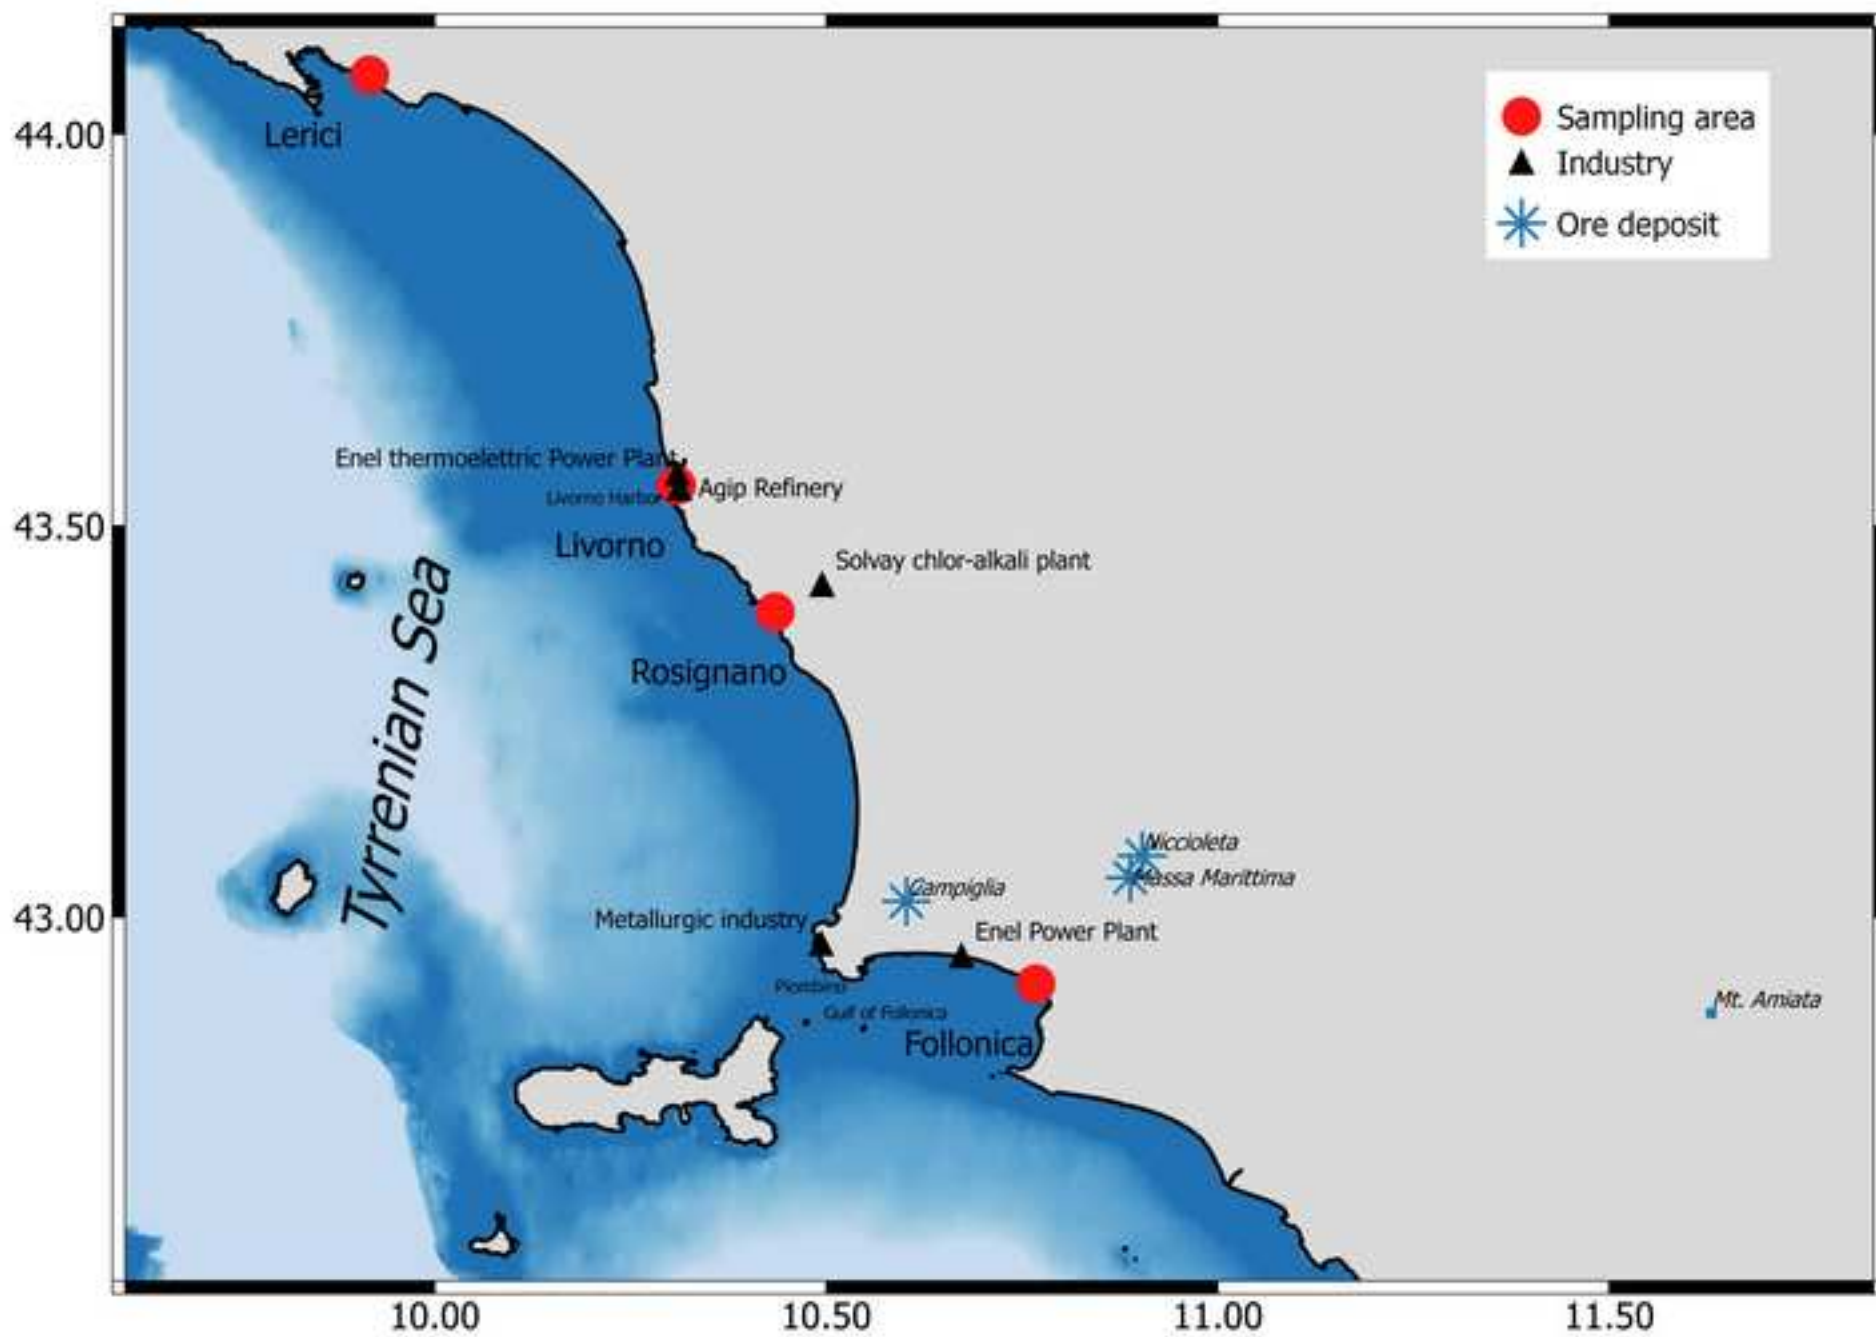 Sampling area
Industry
Ore deposit
44.00
Lerici
Enel thermoelettric Power Plant
Agip Refinery
Livorno Harbor
43.50
Livorno
Solvay chlor-alkali plant
Rosignano
Tyrrenian Sea
Niccioleta
Massa Marittima
Campiglia
43.00
Metallurgic industry
Enel Power Plant
Piombino
Gulf of Follonica
Mt. Amiata
Follonica
10.00
10.50
11.00
11.50